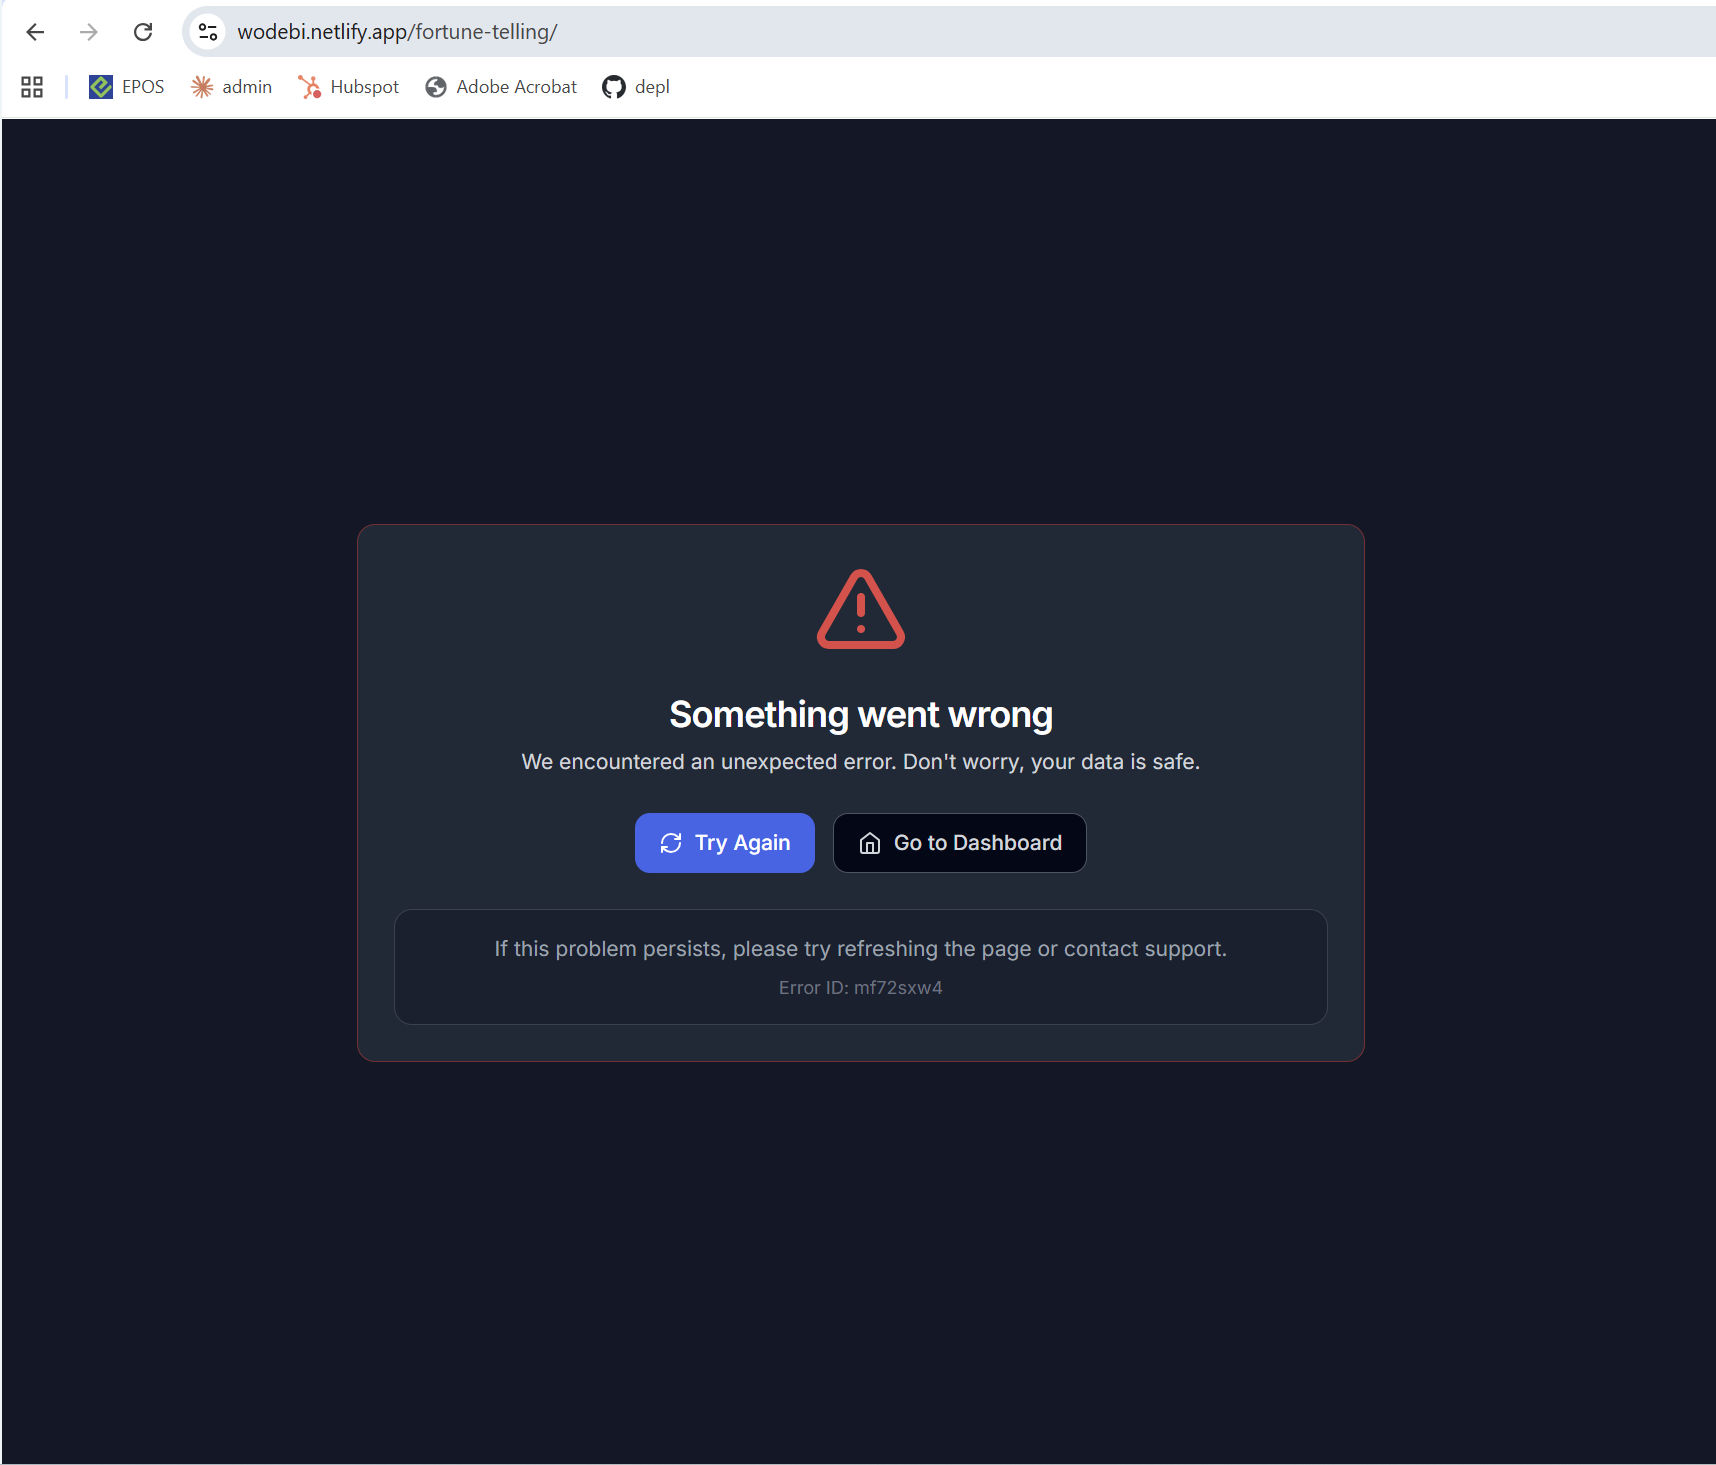 wodebi.netlify.app/fortune-telling/
EPOS admin Hubspot Adobe Acrobat depl
Something went wrong
We encountered an unexpected error. Don't worry, your data is safe.
Try Again Go to Dashboard
If this problem persists, please try refreshing the page or contact support.
Error ID: mf72sxw4